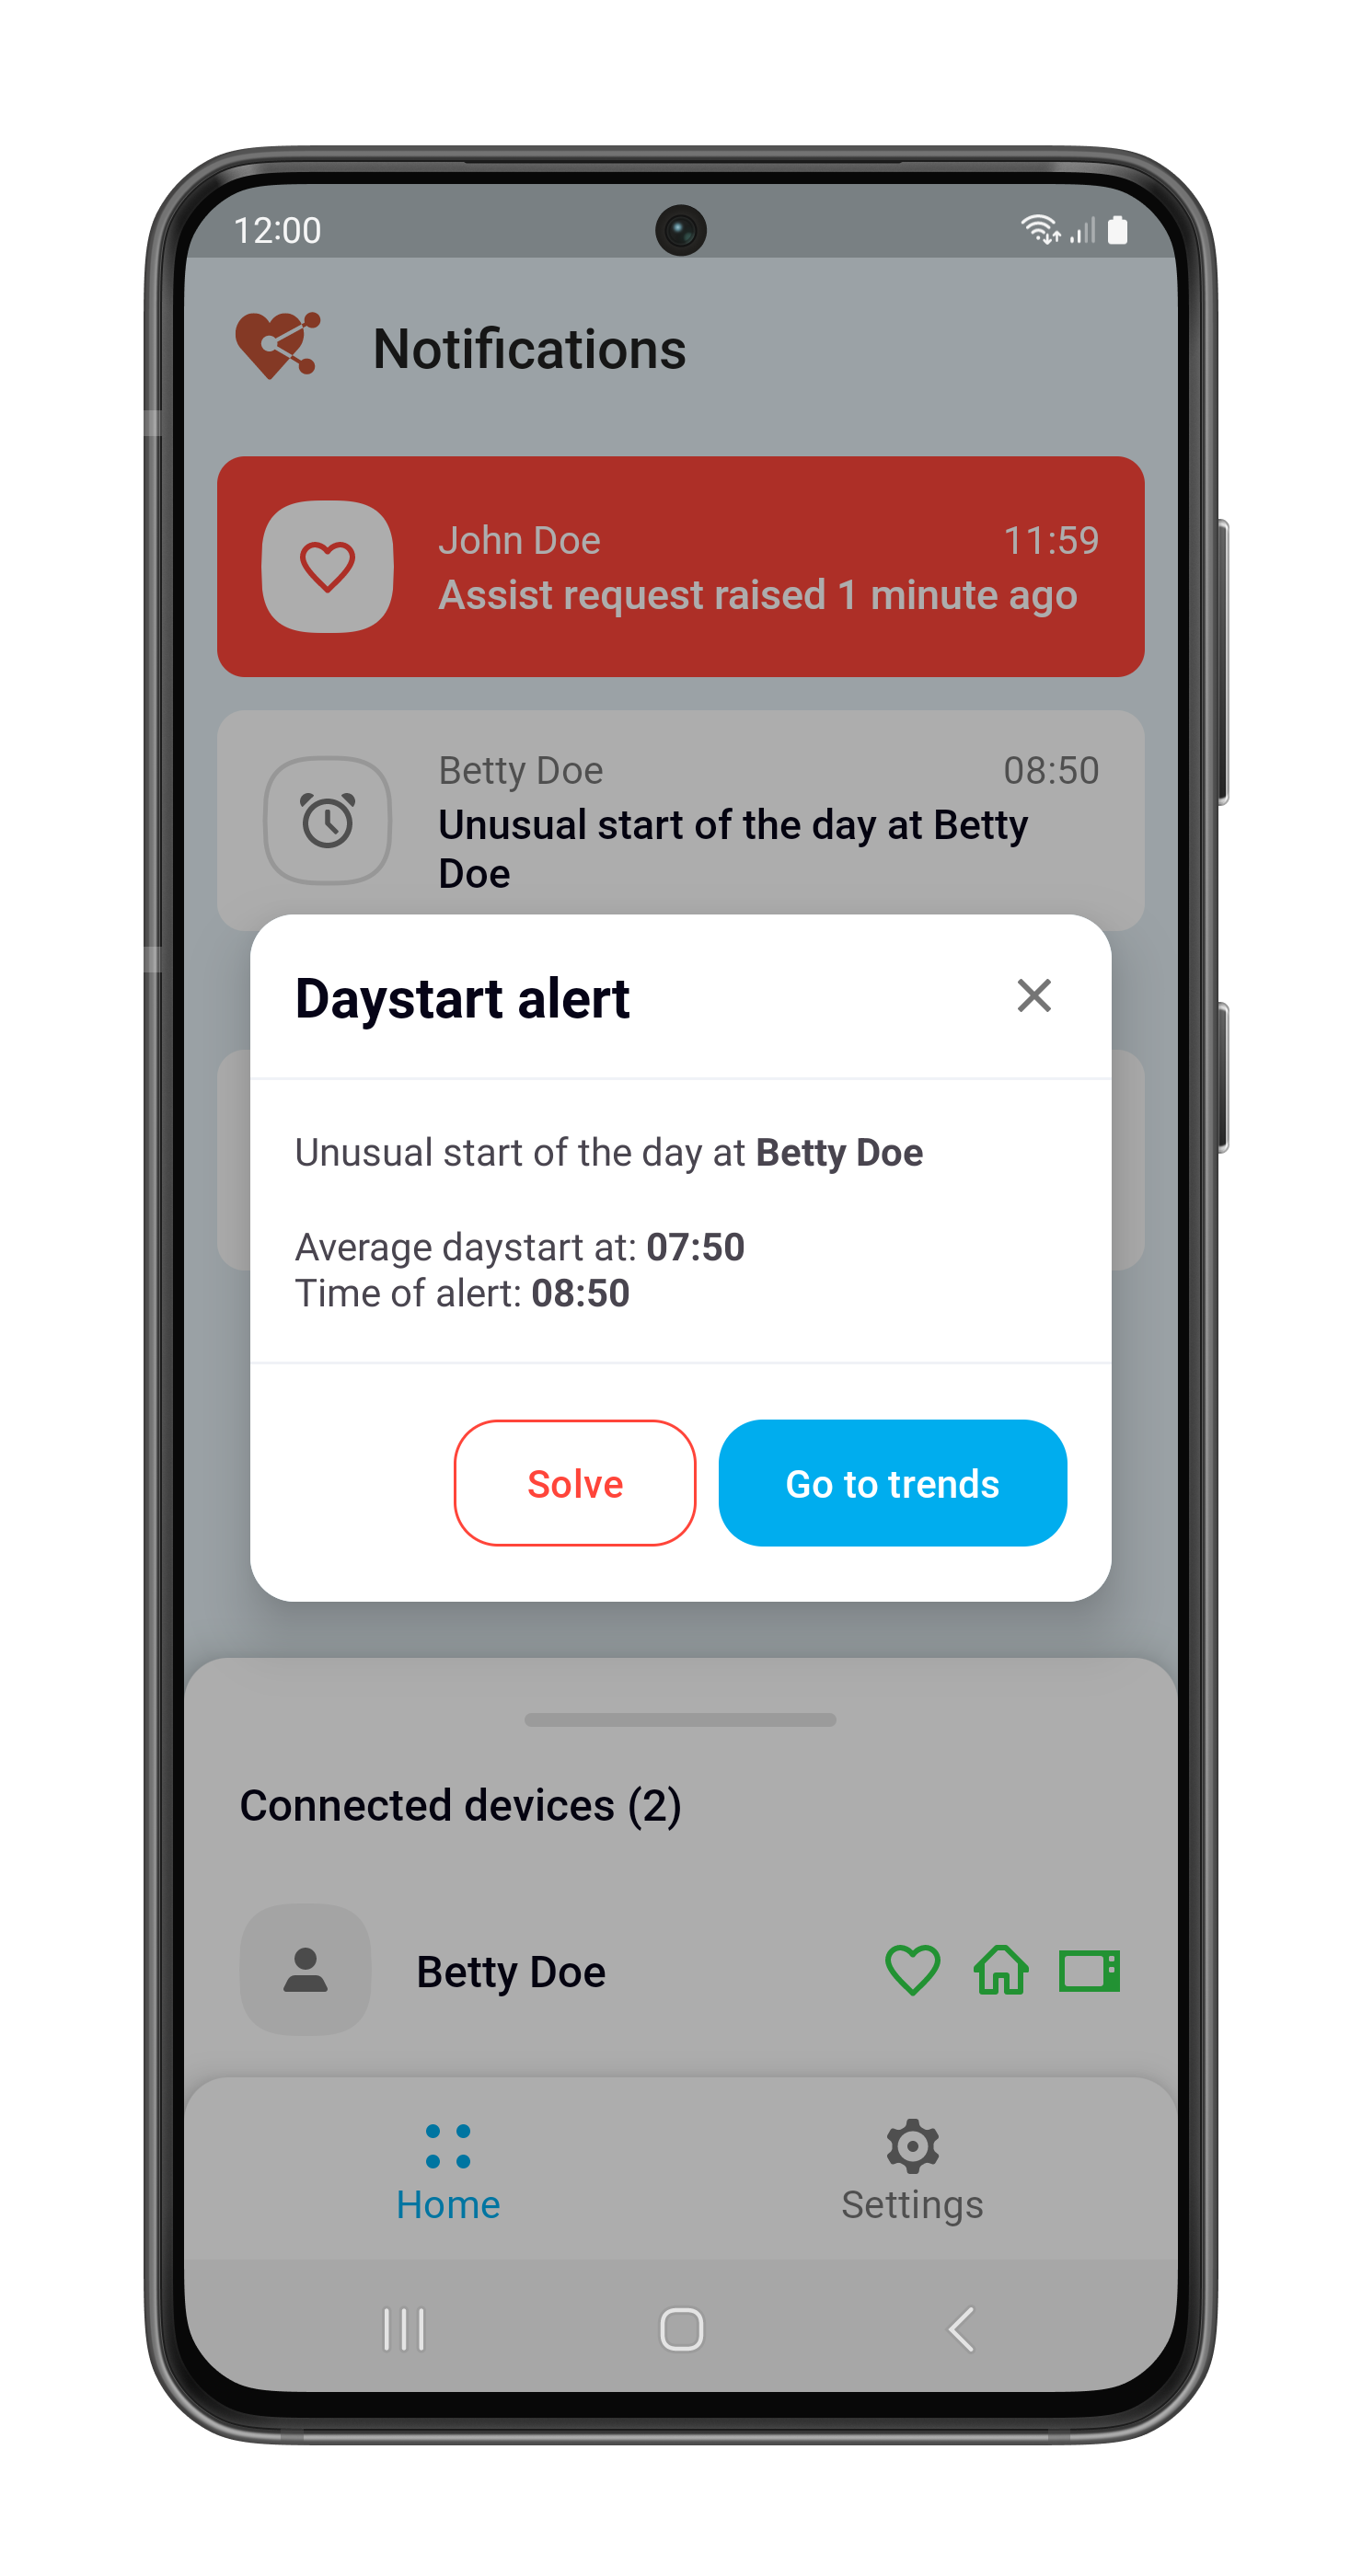 12:00
Notifications
John Doe 11:59
Assist request raised 1 minute ago
Betty Doe 08:50
Unusual start of the day at Betty
Doe
Daystart alert
Unusual start of the day at Betty Doe
Average daystart at: 07:50
Time of alert: 08:50
Solve Go to trends
Connected devices (2)
Betty Doe
Home Settings